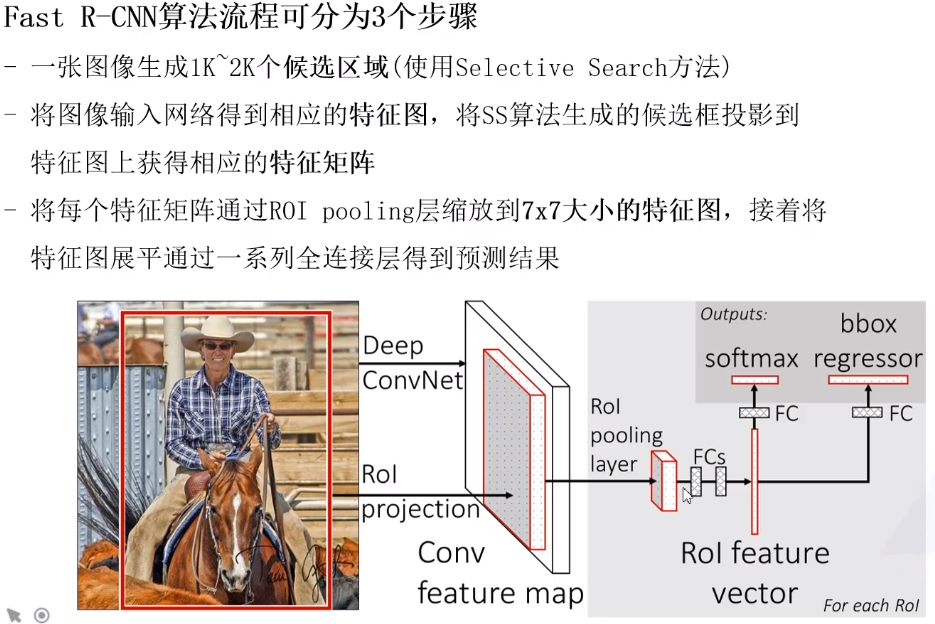 Fast R-CNN算法流程可分为3个步骤
- 一张图像生成1K~2K个候选区域(使用Selective Search方法)
- 将图像输入网络得到相应的特征图，将SS算法生成的候选框投影到
特征图上获得相应的特征矩阵
- 将每个特征矩阵通过ROI pooling层缩放到7x7大小的特征图，接着将
特征图展平通过一系列全连接层得到预测结果
Deep
ConvNet
RoI
projection
Conv
feature map
RoI
pooling
layer
FCs
Outputs:
softmax
bbox
regressor
FC
FC
RoI feature
vector
For each RoI